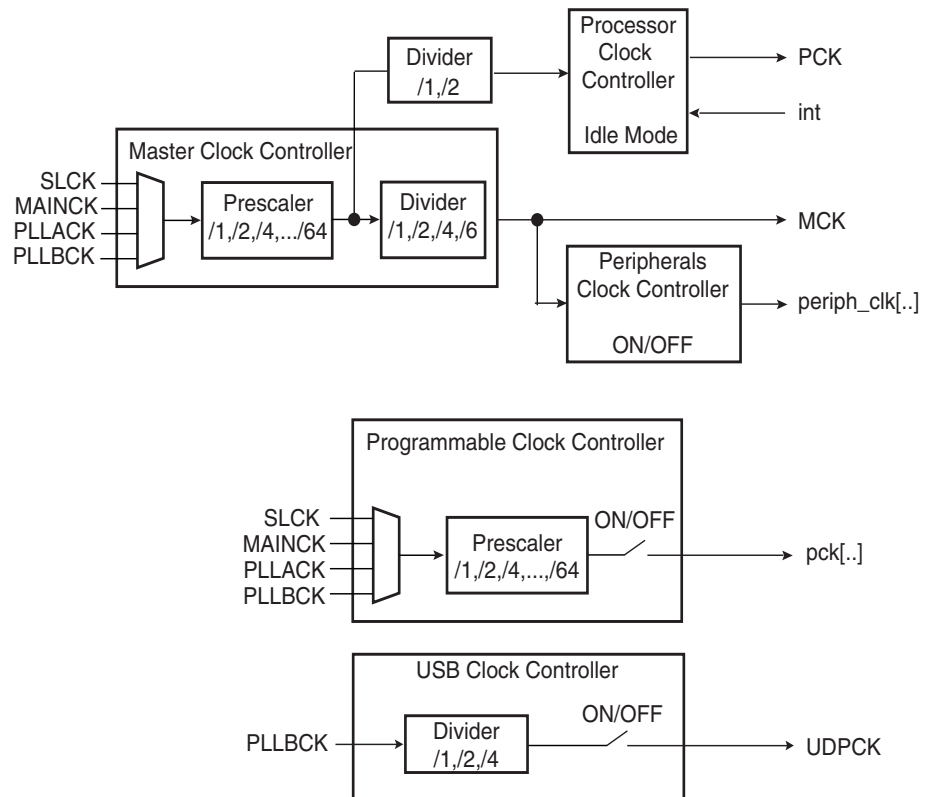 Processor
Clock
Controller
Idle Mode
Divider
/1,/2
PCK
int
Master Clock Controller
SLCK
MAINCK
PLLACK
PLLBCK
Prescaler
/1,/2,/4,.../64
Divider
/1,/2,/4,/6
MCK
Peripherals
Clock Controller
ON/OFF
periph_clk[..]
Programmable Clock Controller
SLCK
MAINCK
PLLACK
PLLBCK
Prescaler
/1,/2,/4,...,/64
ON/OFF
pck[..]
USB Clock Controller
PLLBCK
Divider
/1,/2,/4
ON/OFF
UDPCK